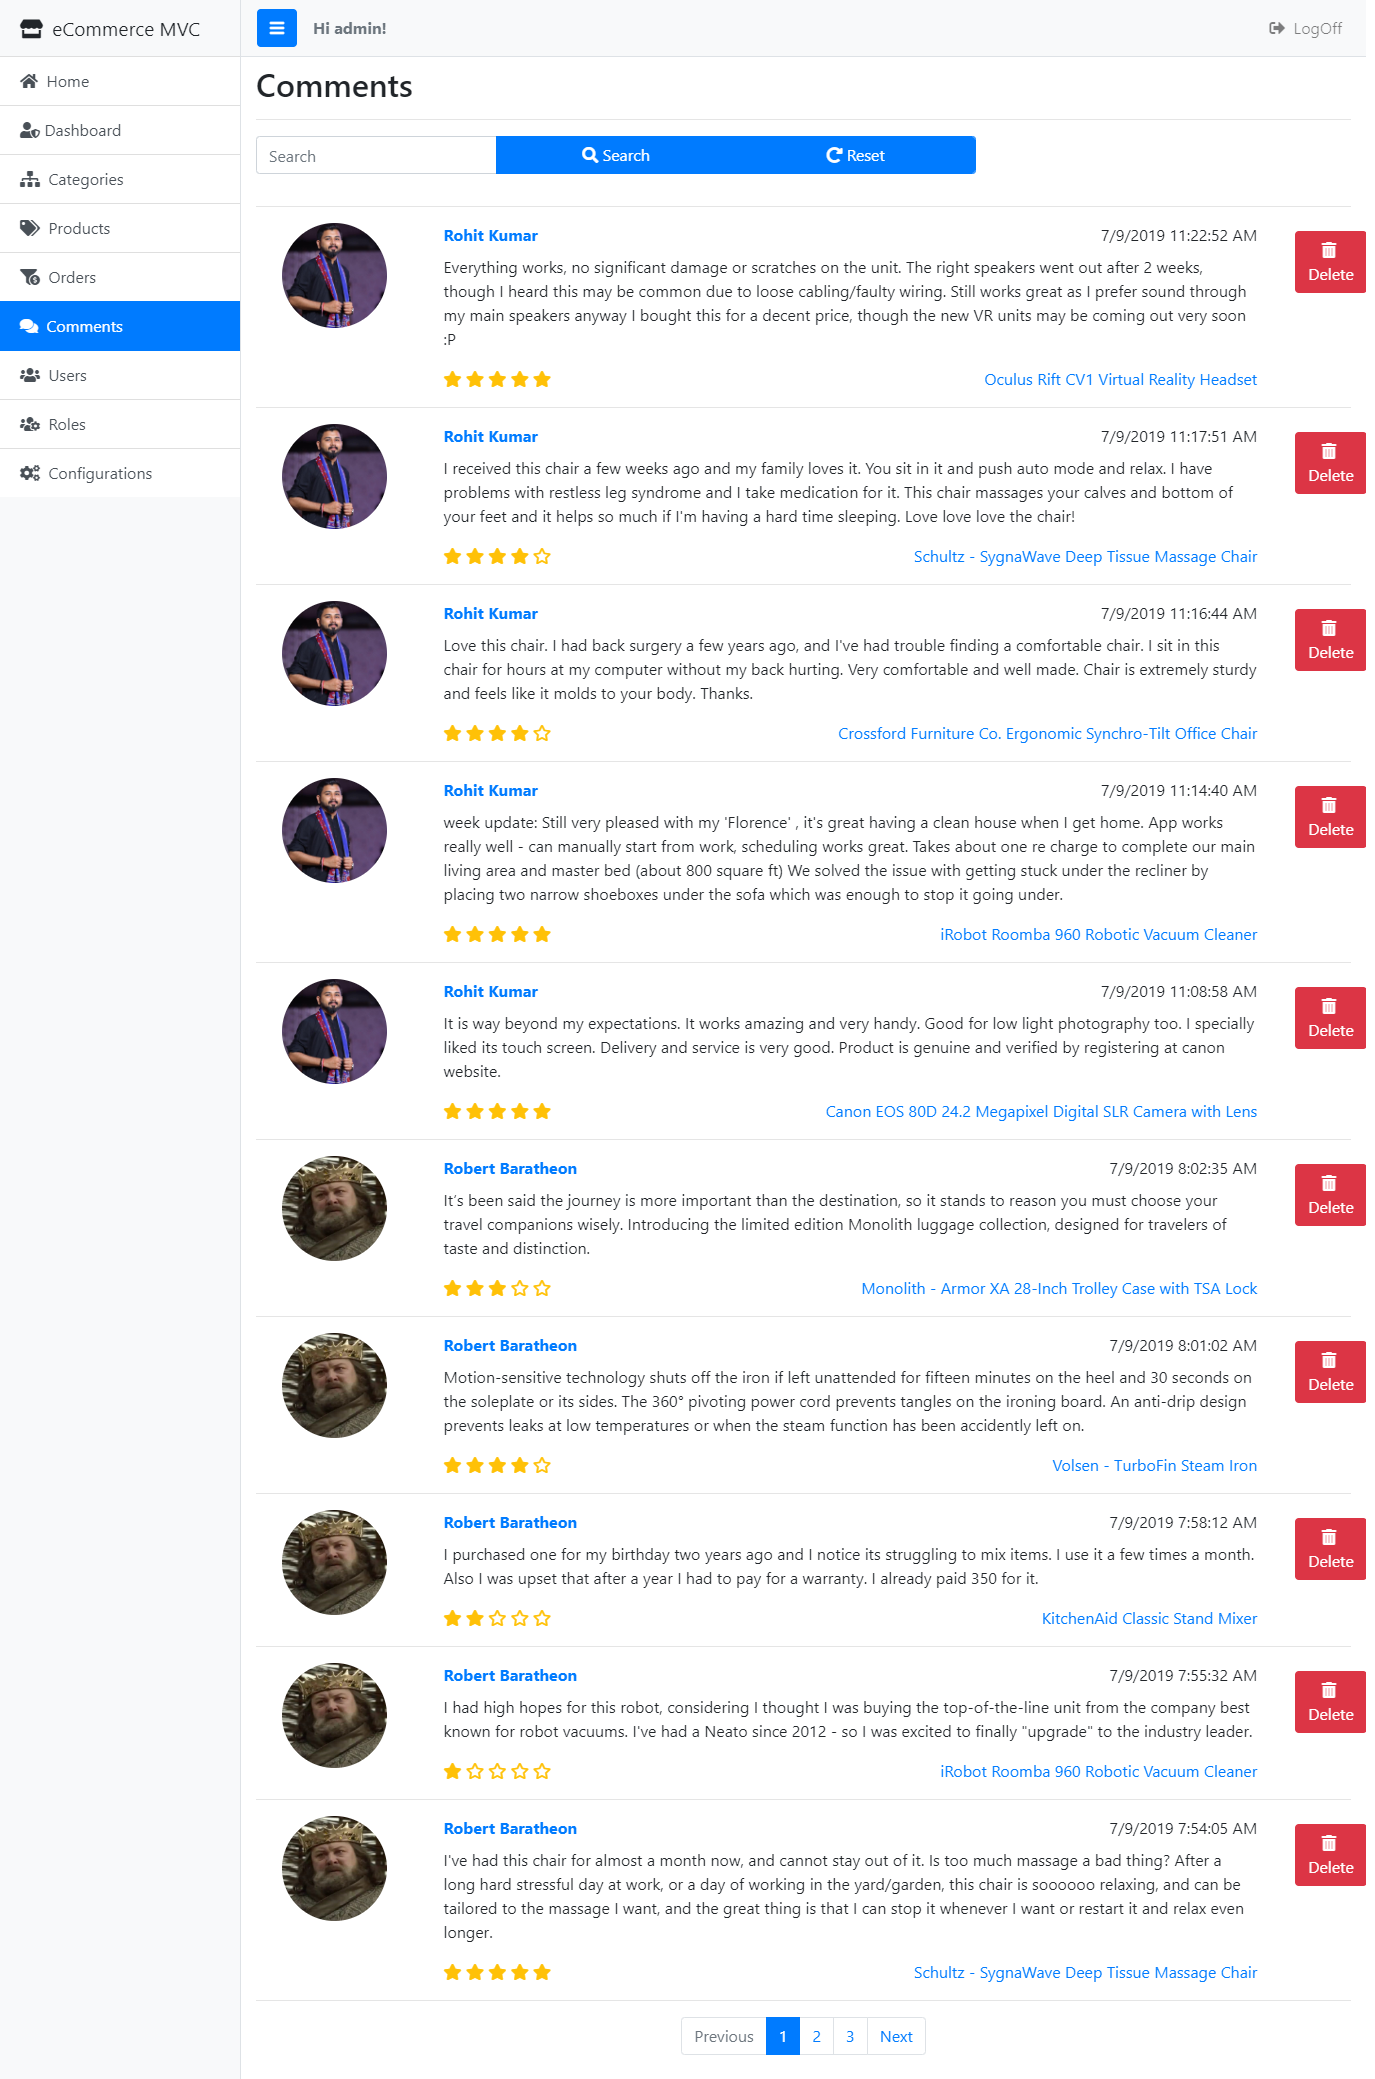 eCommerce MVC
Hi admin!
LogOff
Home
Dashboard
Categories
Products
Orders
Comments
Users
Roles
Configurations
Comments
Search
Search
Reset
Rohit Kumar
7/9/2019 11:22:52 AM
Everything works, no significant damage or scratches on the unit. The right speakers went out after 2 weeks,
though I heard this may be common due to loose cabling/faulty wiring. Still works great as I prefer sound through
my main speakers anyway I bought this for a decent price, though the new VR units may be coming out very soon
:P
Oculus Rift CV1 Virtual Reality Headset
Delete
Rohit Kumar
7/9/2019 11:17:51 AM
I received this chair a few weeks ago and my family loves it. You sit in it and push auto mode and relax. I have
problems with restless leg syndrome and I take medication for it. This chair massages your calves and bottom of
your feet and it helps so much if I'm having a hard time sleeping. Love love love the chair!
Schultz - SygnaWave Deep Tissue Massage Chair
Delete
Rohit Kumar
7/9/2019 11:16:44 AM
Love this chair. I had back surgery a few years ago, and I've had trouble finding a comfortable chair. I sit in this
chair for hours at my computer without my back hurting. Very comfortable and well made. Chair is extremely sturdy
and feels like it molds to your body. Thanks.
Crossford Furniture Co. Ergonomic Synchro-Tilt Office Chair
Delete
Rohit Kumar
7/9/2019 11:14:40 AM
week update: Still very pleased with my 'Florence' , it's great having a clean house when I get home. App works
really well - can manually start from work, scheduling works great. Takes about one re charge to complete our main
living area and master bed (about 800 square ft) We solved the issue with getting stuck under the recliner by
placing two narrow shoeboxes under the sofa which was enough to stop it going under.
iRobot Roomba 960 Robotic Vacuum Cleaner
Delete
Rohit Kumar
7/9/2019 11:08:58 AM
It is way beyond my expectations. It works amazing and very handy. Good for low light photography too. I specially
liked its touch screen. Delivery and service is very good. Product is genuine and verified by registering at canon
website.
Canon EOS 80D 24.2 Megapixel Digital SLR Camera with Lens
Delete
Robert Baratheon
7/9/2019 8:02:35 AM
It’s been said the journey is more important than the destination, so it stands to reason you must choose your
travel companions wisely. Introducing the limited edition Monolith luggage collection, designed for travelers of
taste and distinction.
Monolith - Armor XA 28-Inch Trolley Case with TSA Lock
Delete
Robert Baratheon
7/9/2019 8:01:02 AM
Motion-sensitive technology shuts off the iron if left unattended for fifteen minutes on the heel and 30 seconds on
the soleplate or its sides. The 360° pivoting power cord prevents tangles on the ironing board. An anti-drip design
prevents leaks at low temperatures or when the steam function has been accidently left on.
Volsen - TurboFin Steam Iron
Delete
Robert Baratheon
7/9/2019 7:58:12 AM
I purchased one for my birthday two years ago and I notice its struggling to mix items. I use it a few times a month.
Also I was upset that after a year I had to pay for a warranty. I already paid 350 for it.
KitchenAid Classic Stand Mixer
Delete
Robert Baratheon
7/9/2019 7:55:32 AM
I had high hopes for this robot, considering I thought I was buying the top-of-the-line unit from the company best
known for robot vacuums. I've had a Neato since 2012 - so I was excited to finally "upgrade" to the industry leader.
iRobot Roomba 960 Robotic Vacuum Cleaner
Delete
Robert Baratheon
7/9/2019 7:54:05 AM
I've had this chair for almost a month now, and cannot stay out of it. Is too much massage a bad thing? After a
long hard stressful day at work, or a day of working in the yard/garden, this chair is soooooo relaxing, and can be
tailored to the massage I want, and the great thing is that I can stop it whenever I want or restart it and relax even
longer.
Schultz - SygnaWave Deep Tissue Massage Chair
Delete
Previous 1 2 3 Next